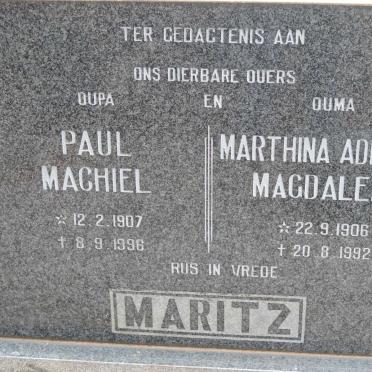 TER GEDAGTENIS AAN
ONS DIERBARE OUERS
OUPA EN OUMA
PAUL
MACHIEL
☆ 12.2.1907
† 8.9.1996
MARTHINA
MAGDALE
☆ 22.9.1906
† 20.8.1992
RUS IN VREDE
MARITZ